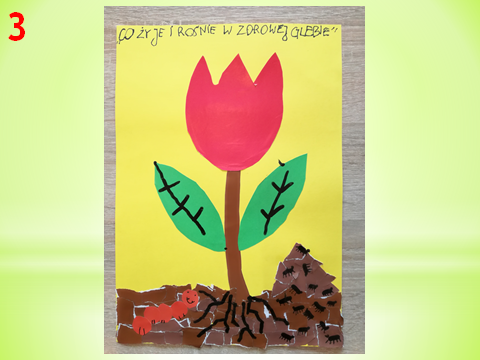 3
„CO ŻYJE I ROŚNIE W ZDROWEJ GLEBIE"